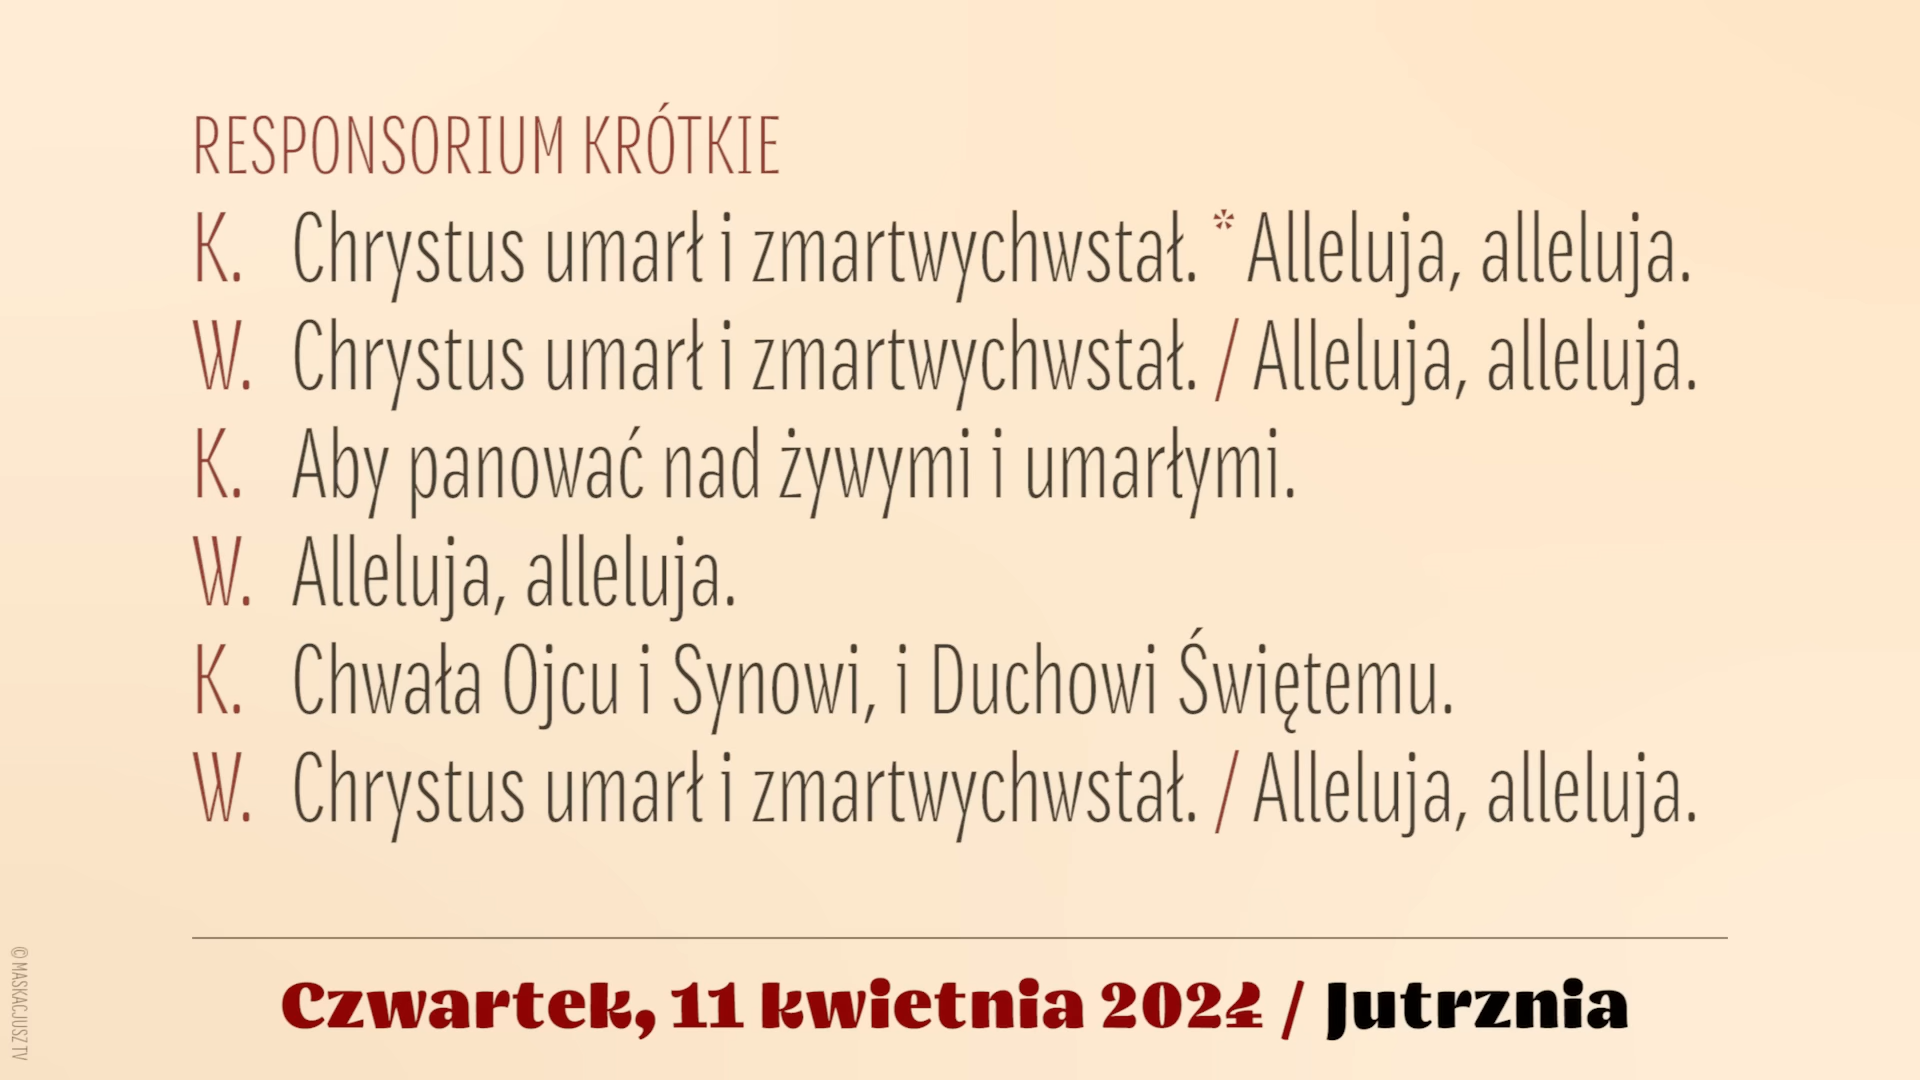 RESPONSORIUM KRÓTKIE
K. Chrystus umarł i zmartwychwstał. * Alleluja, alleluja.
W. Chrystus umarł i zmartwychwstał. / Alleluja, alleluja.
K. Aby panować nad żywymi i umarłymi.
W. Alleluja, alleluja.
K. Chwała Ojcu i Synowi, i Duchowi Świętemu.
W. Chrystus umarł i zmartwychwstał. / Alleluja, alleluja.
Czwartek, 11 kwietnia 2024 / Jutrznia
© MASKACJUSZ TV